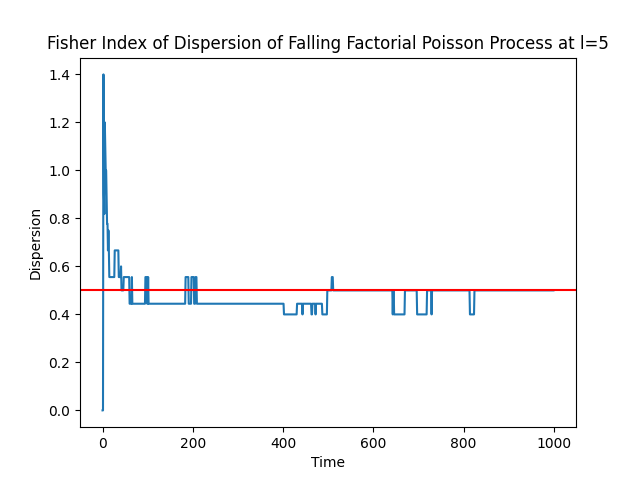 Fisher Index of Dispersion of Falling Factorial Poisson Process at l=5
1.4
1.2
1.0
0.8
0.6
0.4
0.2
0.0
Dispersion
0 200 400 600 800 1000
Time